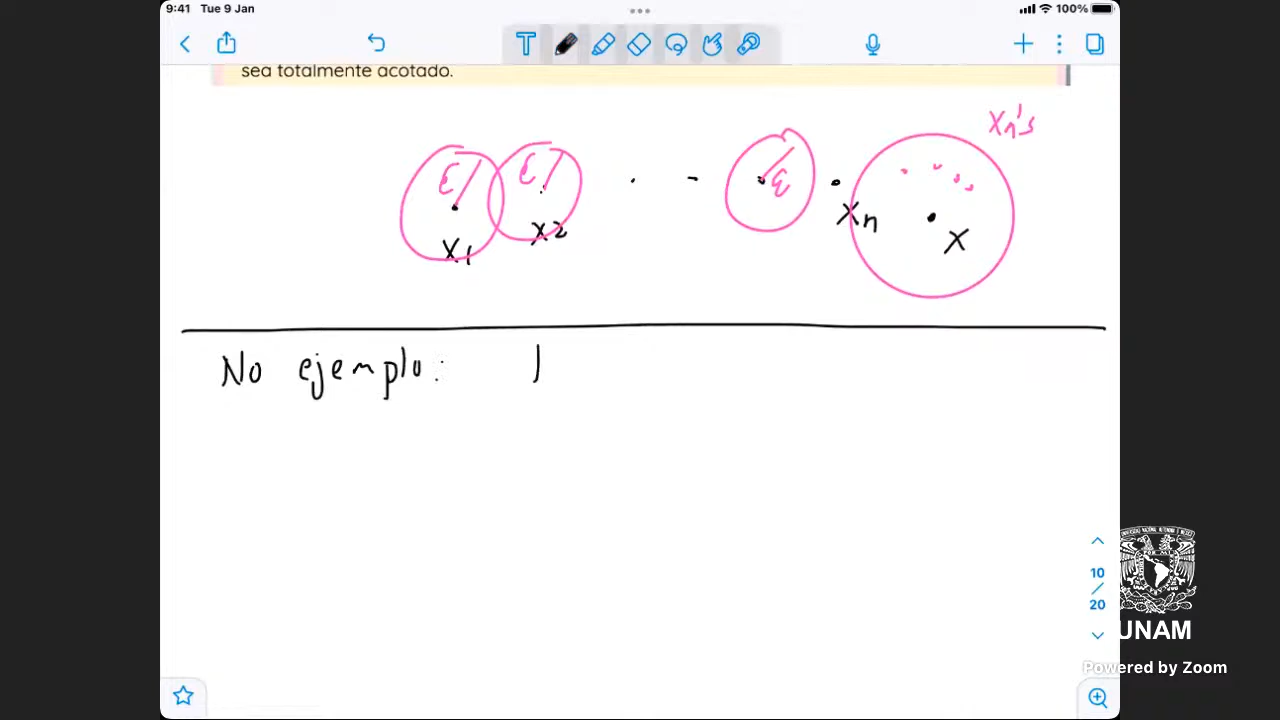 9:41 Tue 9 Jan 100%
sea totalmente acotado.
Xn's
ε ε ε
X1 X2 Xn X
No ejemplo:
10
20
UNAM
Powered by Zoom